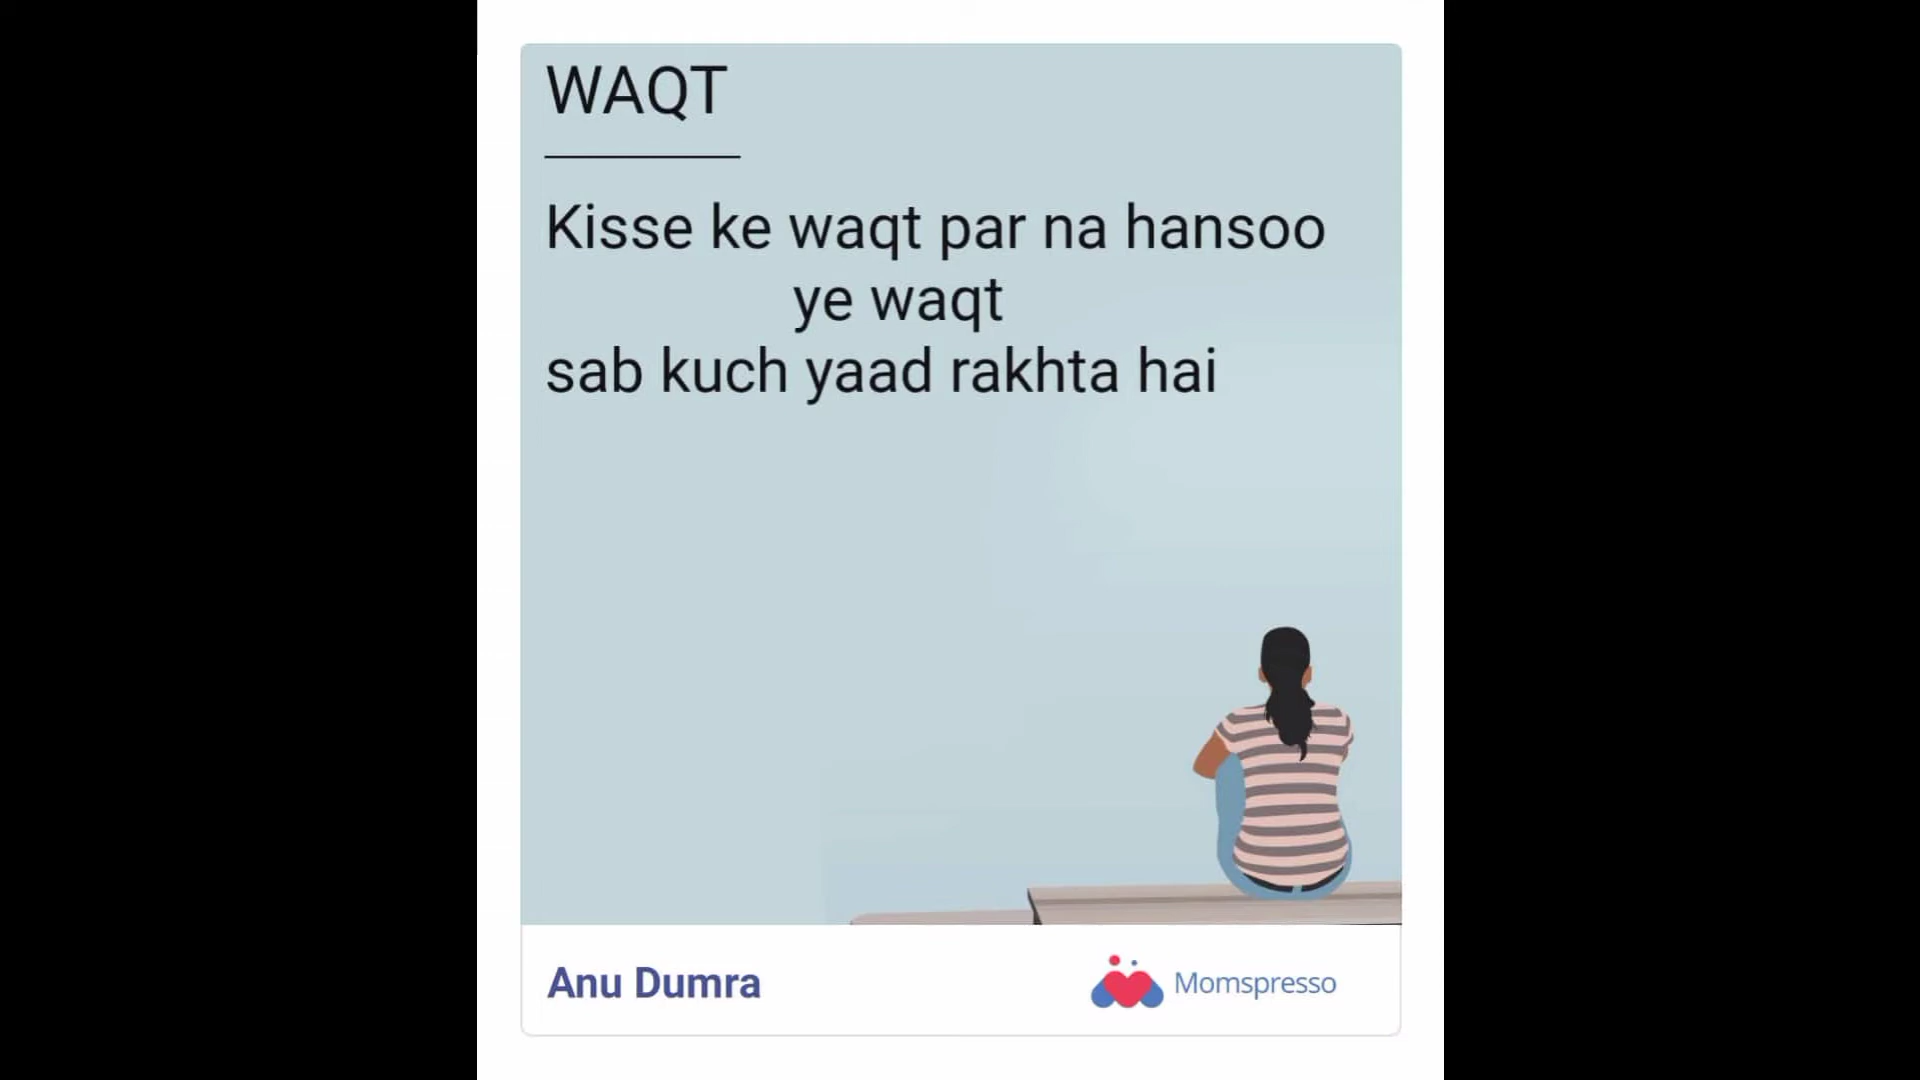 WAQT
Kisse ke waqt par na hansoo
ye waqt
sab kuch yaad rakhta hai
Anu Dumra
Momspresso